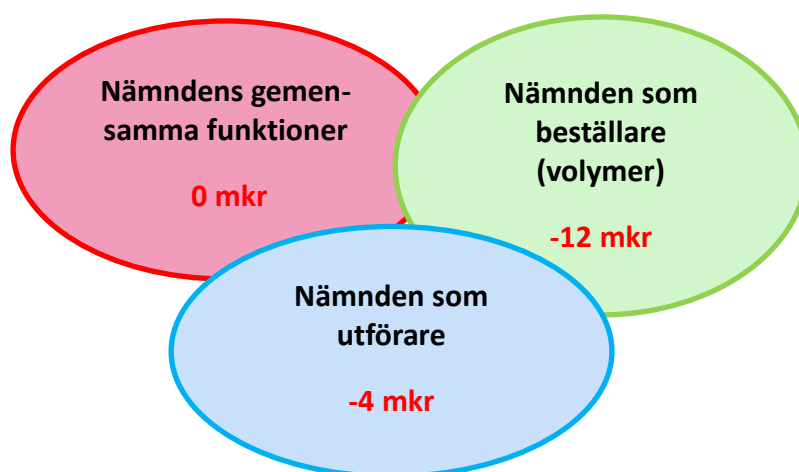 Nämndens gemen-
samma funktioner
0 mkr
Nämnden som
beställare
(volymer)
-12 mkr
Nämnden som
utförare
-4 mkr